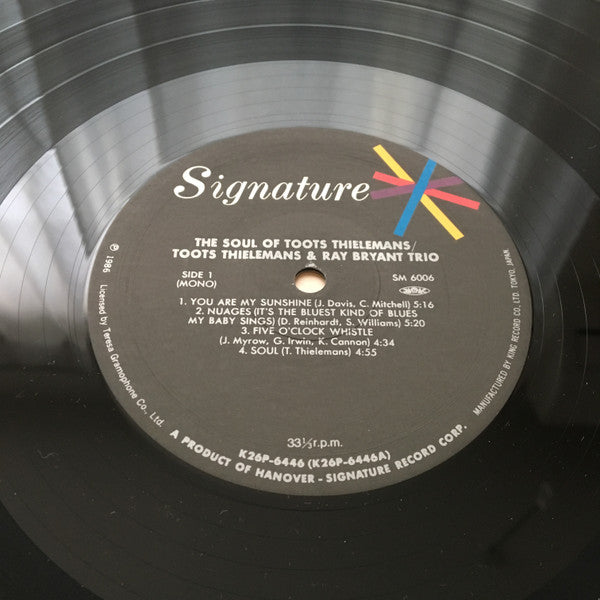 Signature
THE SOUL OF TOOTS THIELEMANS/
TOOTS THIELEMANS & RAY BRYANT TRIO
SIDE 1
(MONO)
SM 6006
1. YOU ARE MY SUNSHINE (J. Davis, C. Mitchell) 5:16
2. NUAGES (IT'S THE BLUEST KIND OF BLUES
MY BABY SINGS) (D. Reinhardt, S. Williams) 5:20
3. FIVE O'CLOCK WHISTLE
(J. Myrow, G. Irwin, K. Cannon) 4:34
4. SOUL (T. Thielemans) 4:55
33⅓r.p.m.
K26P-6446 (K26P-6446A)
A PRODUCT OF HANOVER - SIGNATURE RECORD CORP.
℗ 1986 Licensed by Teresa Gramophone Co., Ltd.
MANUFACTURED BY KING RECORD CO., LTD. TOKYO, JAPAN